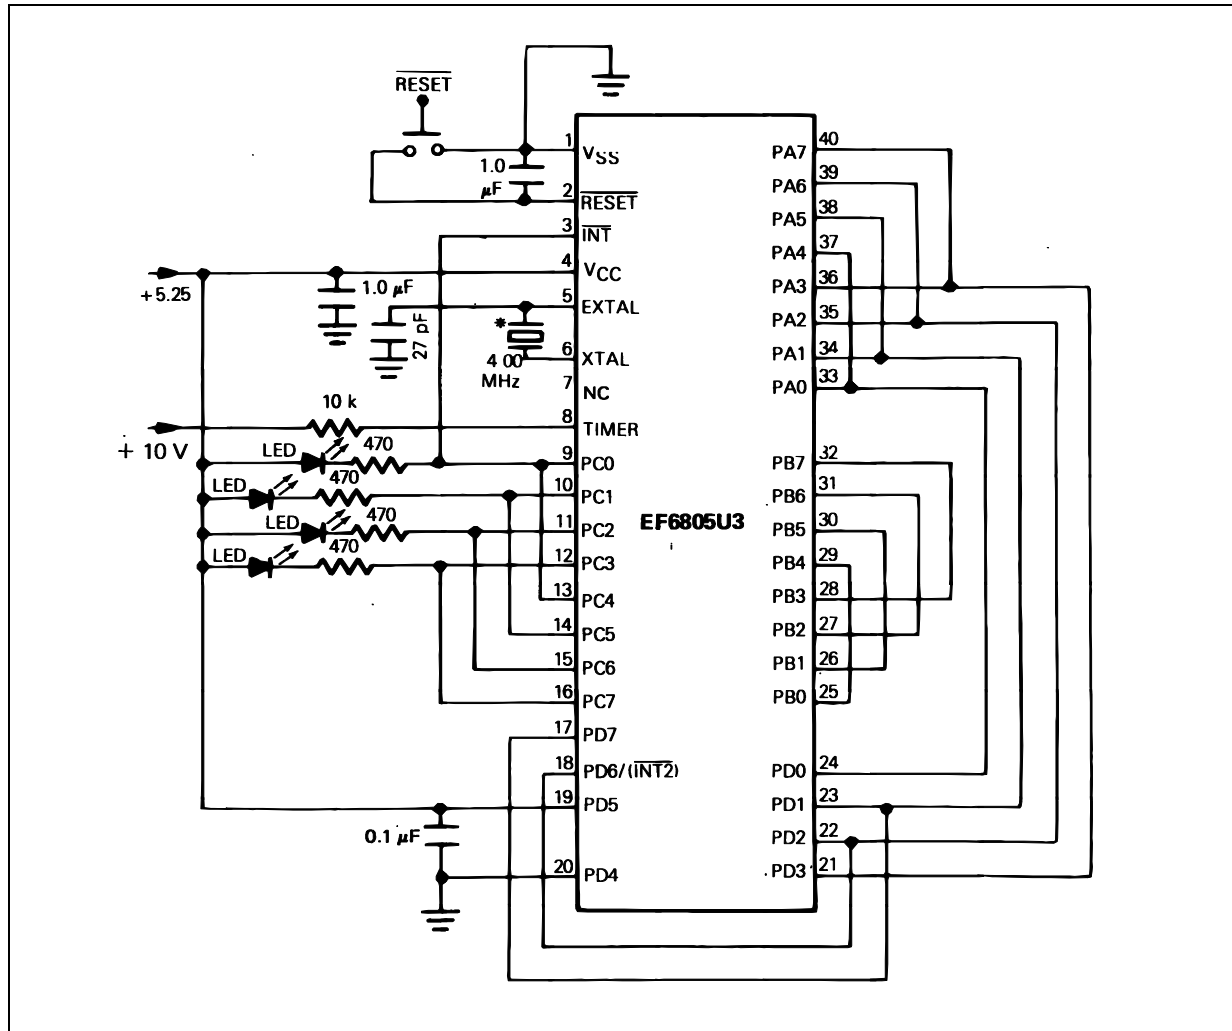 RESET
1 VSS
1.0 µF
2 RESET
3 INT
4 VCC
+5.25
1.0 µF
5 EXTAL
27 pF
*
4 00 MHz
6 XTAL
7 NC
10 k
8 TIMER
+ 10 V
LED 470
9 PC0
LED 470
10 PC1
LED 470
11 PC2
LED 470
12 PC3
13 PC4
14 PC5
15 PC6
16 PC7
17 PD7
18 PD6/(INT2)
19 PD5
0.1 µF
20 PD4
EF6805U3
PA7 40
PA6 39
PA5 38
PA4 37
PA3 36
PA2 35
PA1 34
PA0 33
PB7 32
PB6 31
PB5 30
PB4 29
PB3 28
PB2 27
PB1 26
PB0 25
PD0 24
PD1 23
PD2 22
PD3 21